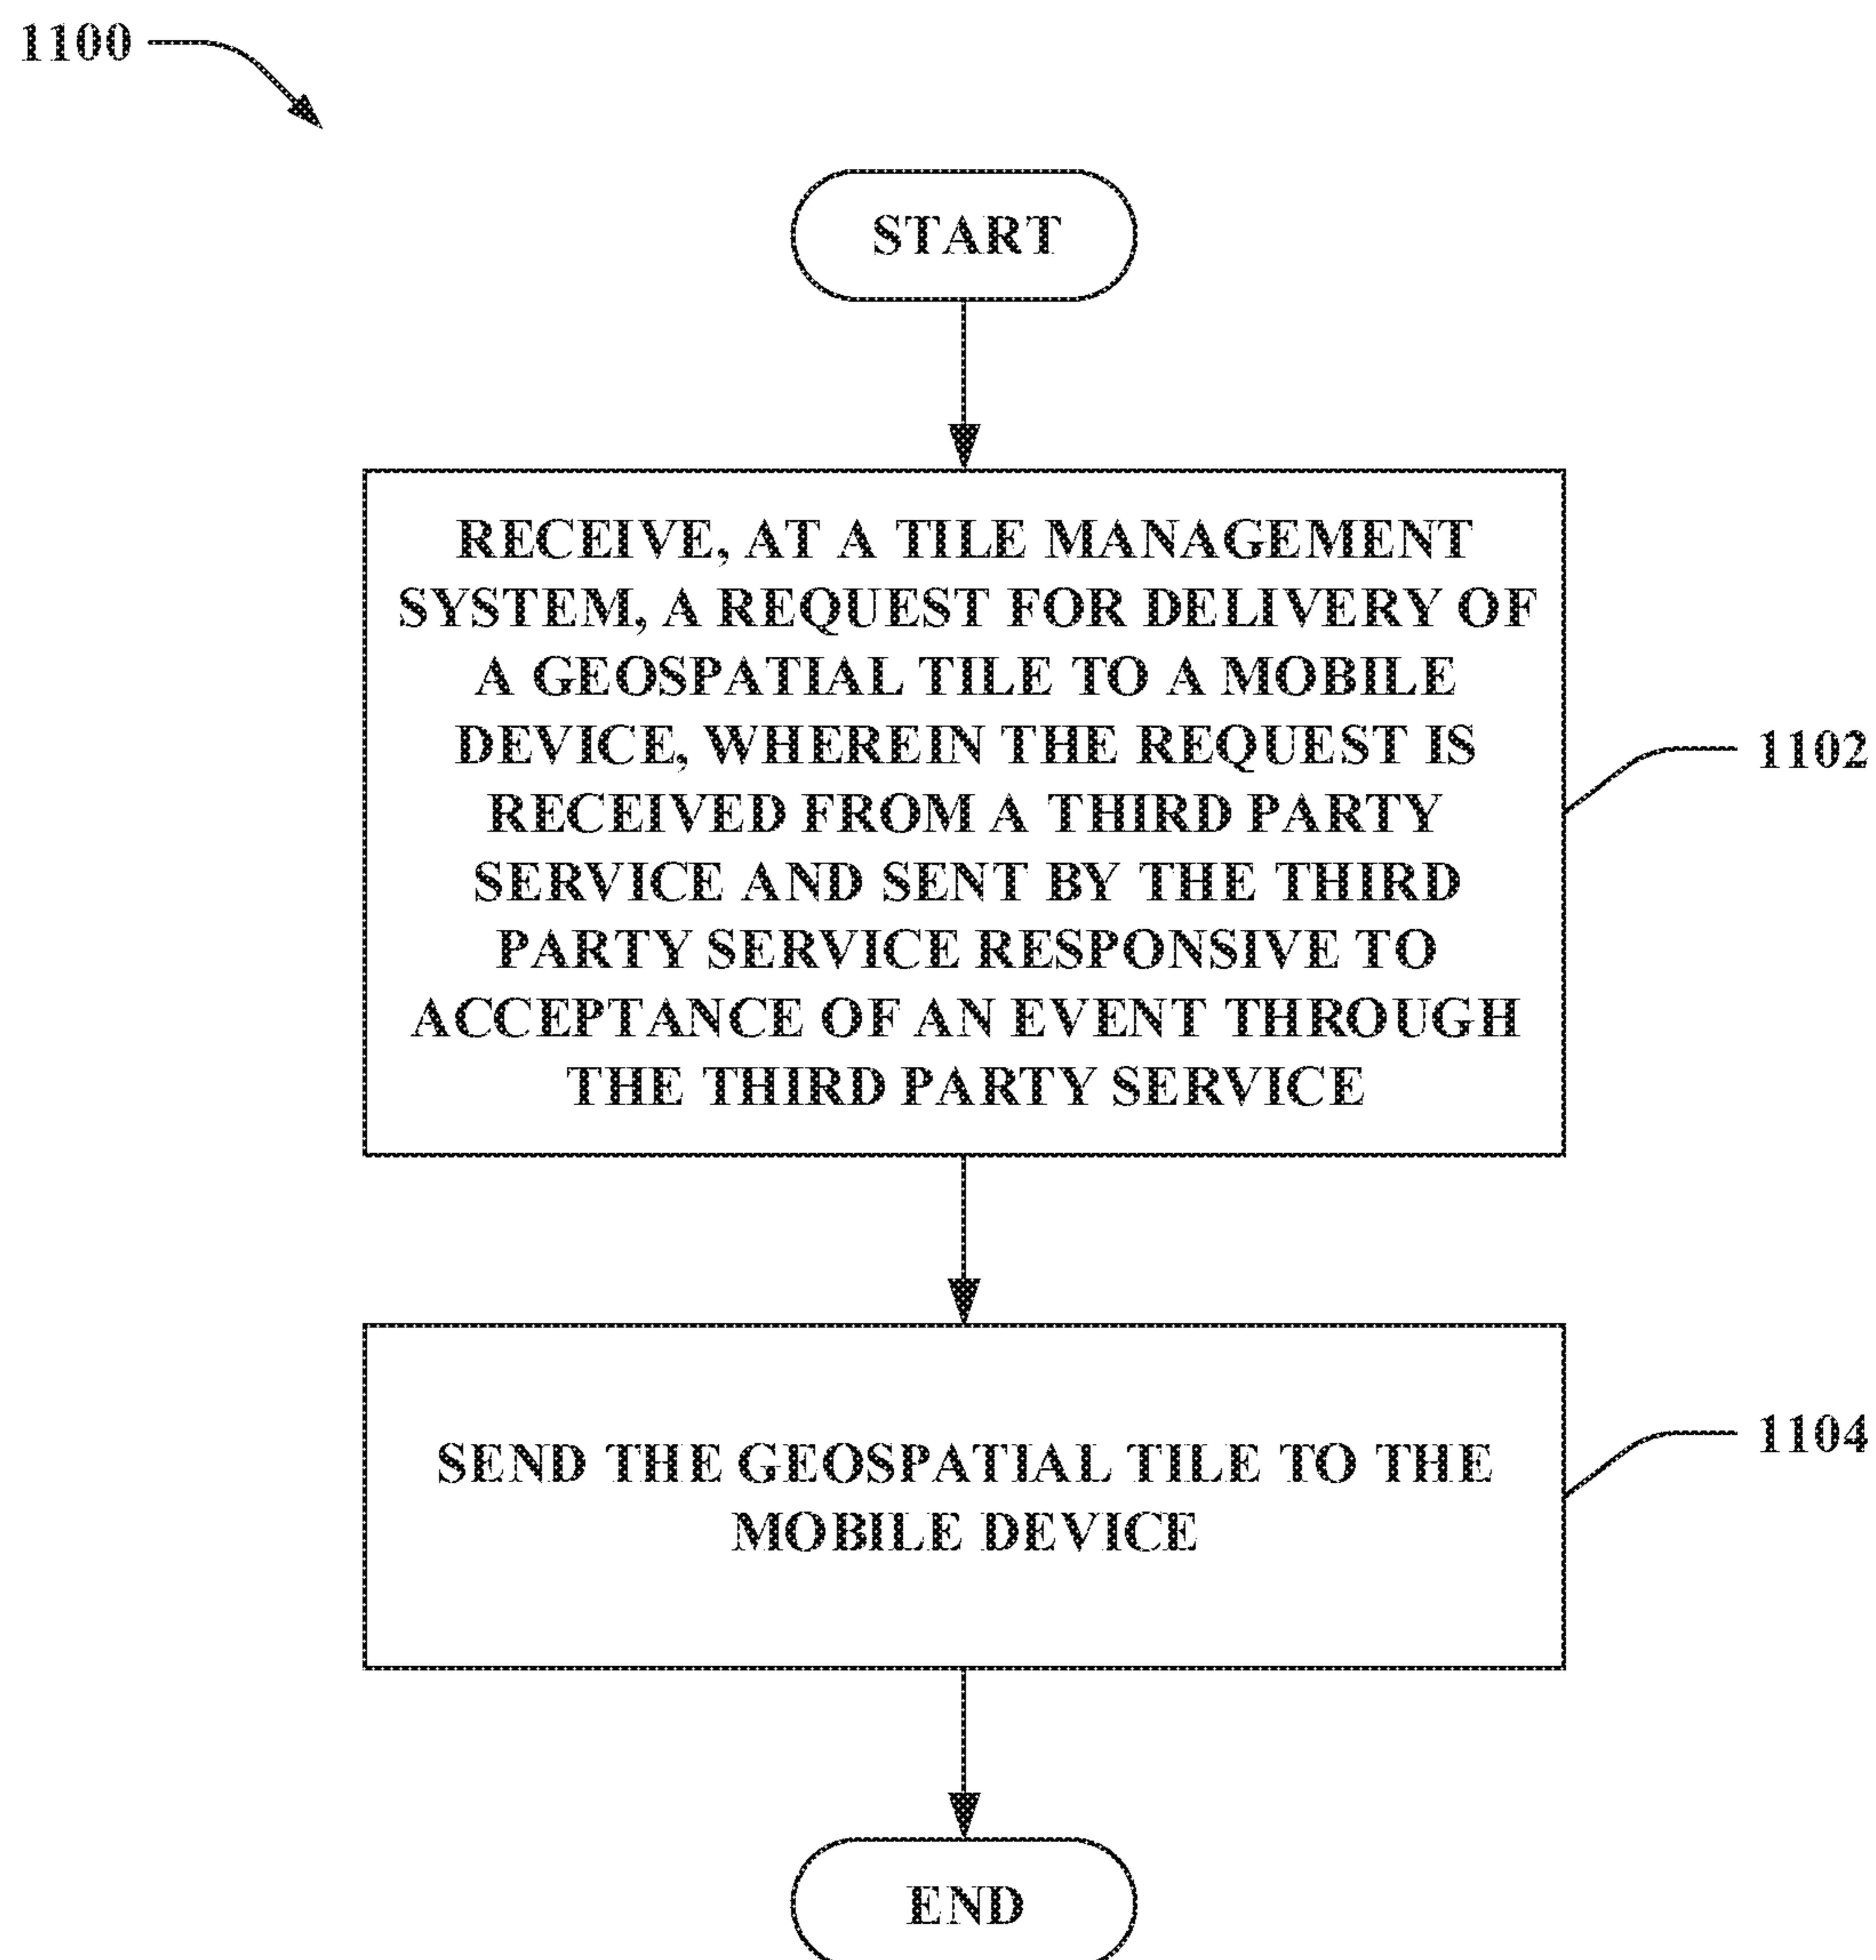 1100
START
RECEIVE, AT A TILE MANAGEMENT
SYSTEM, A REQUEST FOR DELIVERY OF
A GEOSPATIAL TILE TO A MOBILE
DEVICE, WHEREIN THE REQUEST IS
RECEIVED FROM A THIRD PARTY
SERVICE AND SENT BY THE THIRD
PARTY SERVICE RESPONSIVE TO
ACCEPTANCE OF AN EVENT THROUGH
THE THIRD PARTY SERVICE
1102
SEND THE GEOSPATIAL TILE TO THE
MOBILE DEVICE
1104
END